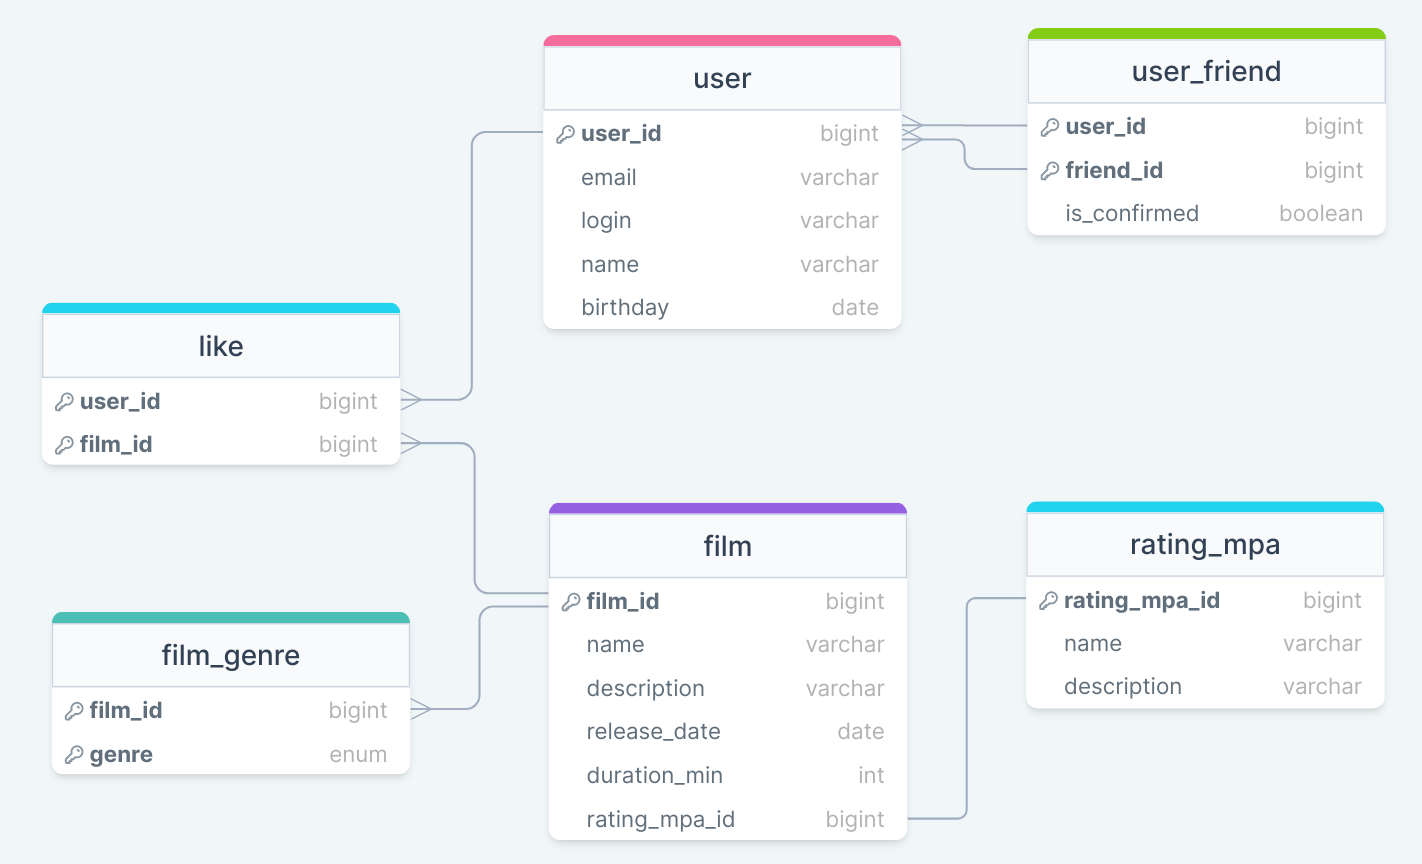 user
user_id bigint
email varchar
login varchar
name varchar
birthday date
user_friend
user_id bigint
friend_id bigint
is_confirmed boolean
like
user_id bigint
film_id bigint
film
film_id bigint
name varchar
description varchar
release_date date
duration_min int
rating_mpa_id bigint
rating_mpa
rating_mpa_id bigint
name varchar
description varchar
film_genre
film_id bigint
genre enum